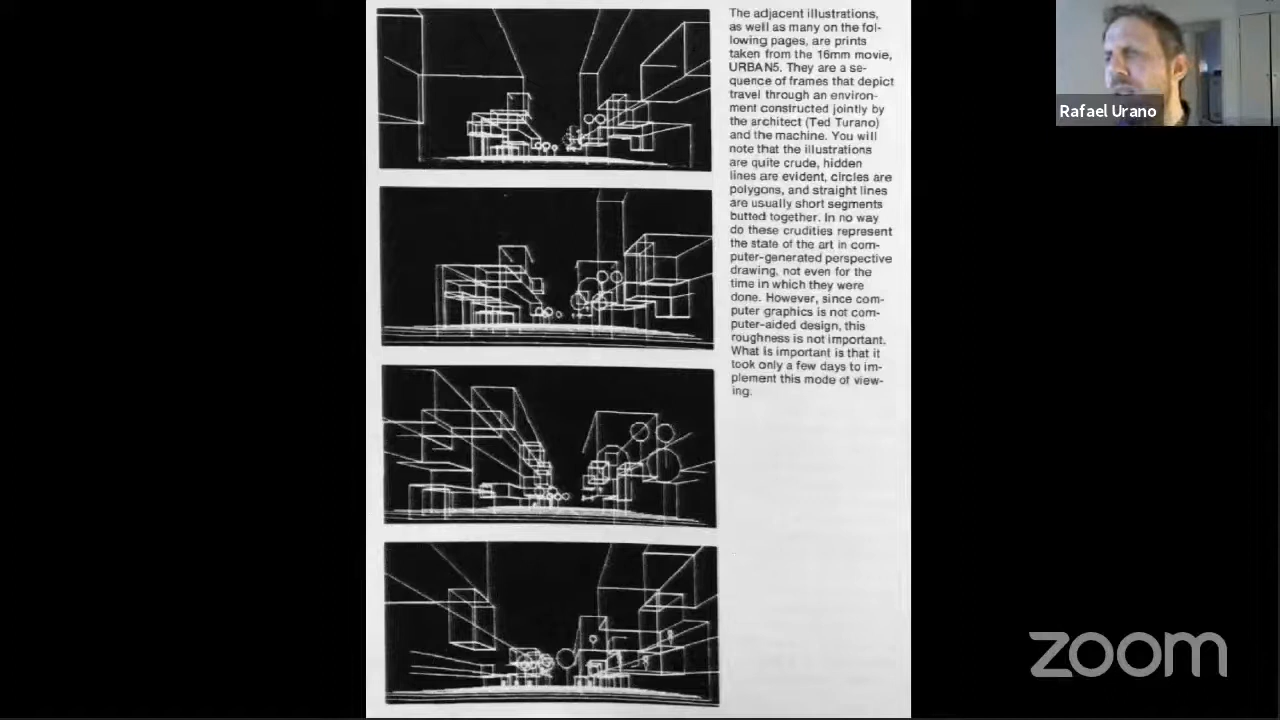 The adjacent illustrations,
as well as many on the fol-
lowing pages, are prints
taken from the 16mm movie,
URBAN5. They are a se-
quence of frames that depict
travel through an environ-
ment constructed jointly by
the architect (Ted Turano)
and the machine. You will
note that the illustrations
are quite crude, hidden
lines are evident, circles are
polygons, and straight lines
are usually short segments
butted together. In no way
do these crudities represent
the state of the art in com-
puter-generated perspective
drawing, not even for the
time in which they were
done. However, since com-
puter graphics is not com-
puter-aided design, this
roughness is not important.
What is important is that it
took only a few days to im-
plement this mode of view-
ing.
Rafael Urano
zoom